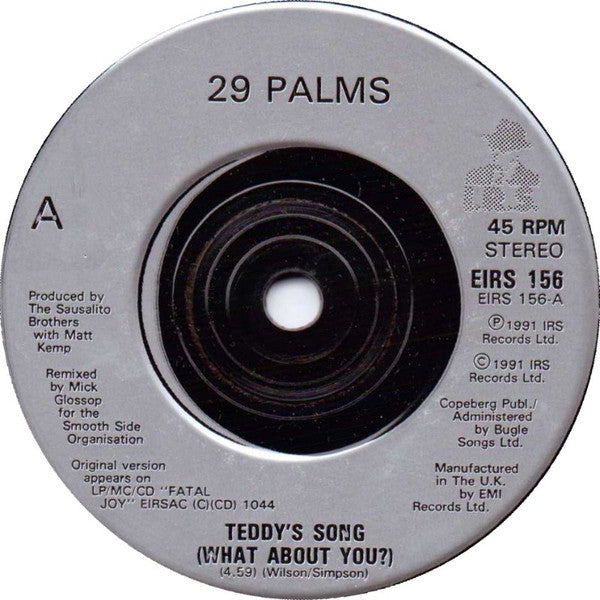 29 PALMS
A
I.R.S.
45 RPM
STEREO
EIRS 156
EIRS 156-A
Ⓟ1991 IRS
Records Ltd.
©1991 IRS
Records Ltd.
Copeberg Publ./
Administered
by Bugle
Songs Ltd.
Manufactured
in The U.K.
by EMI
Records Ltd.
Produced by
The Sausalito
Brothers
with Matt
Kemp
Remixed
by Mick
Glossop
for the
Smooth Side
Organisation
Original version
appears on
LP/MC/CD "FATAL
JOY" EIRSAC (C)(CD) 1044
TEDDY'S SONG
(WHAT ABOUT YOU?)
(4.59) (Wilson/Simpson)